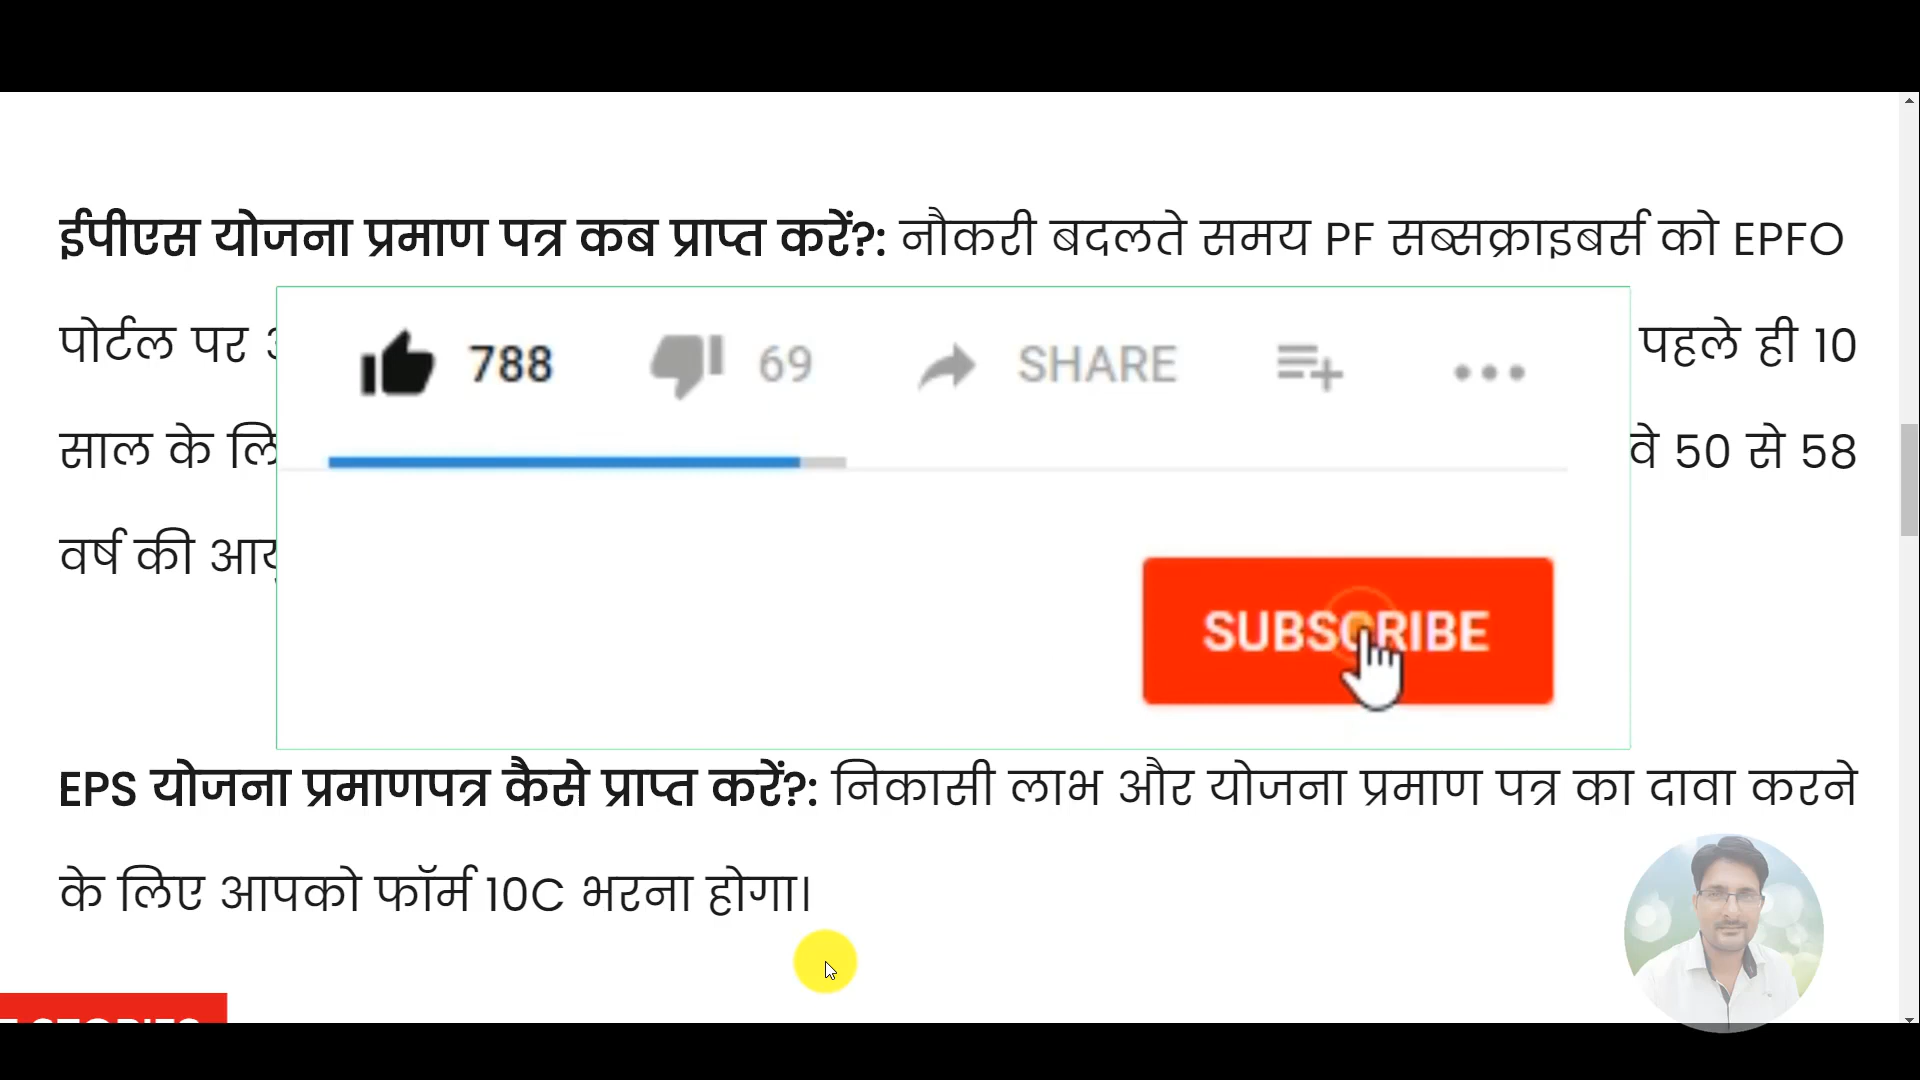 ईपीएस योजना प्रमाण पत्र कब प्राप्त करें?: नौकरी बदलते समय PF सब्सक्राइबर्स को EPFO
पोर्टल पर पहले ही 10
788 69 SHARE
साल के वे 50 से 58
वर्ष की
SUBSCRIBE
EPS योजना प्रमाणपत्र कैसे प्राप्त करें?: निकासी लाभ और योजना प्रमाण पत्र का दावा करने
के लिए आपको फॉर्म 10C भरना होगा।